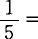 1/5 =